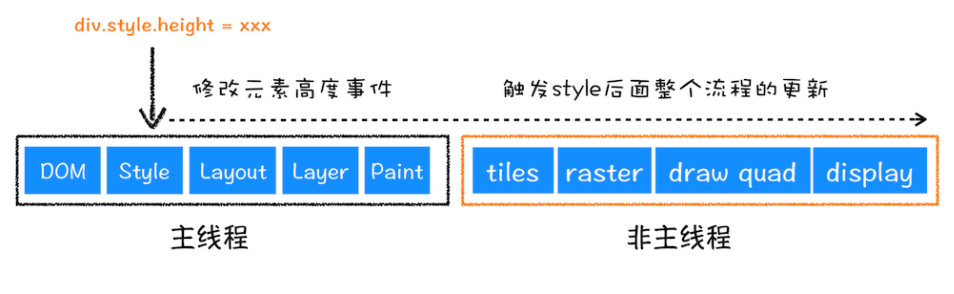 div.style.height = xxx
修改元素高度事件
触发style后面整个流程的更新
DOM Style Layout Layer Paint
tiles raster draw quad display
主线程
非主线程